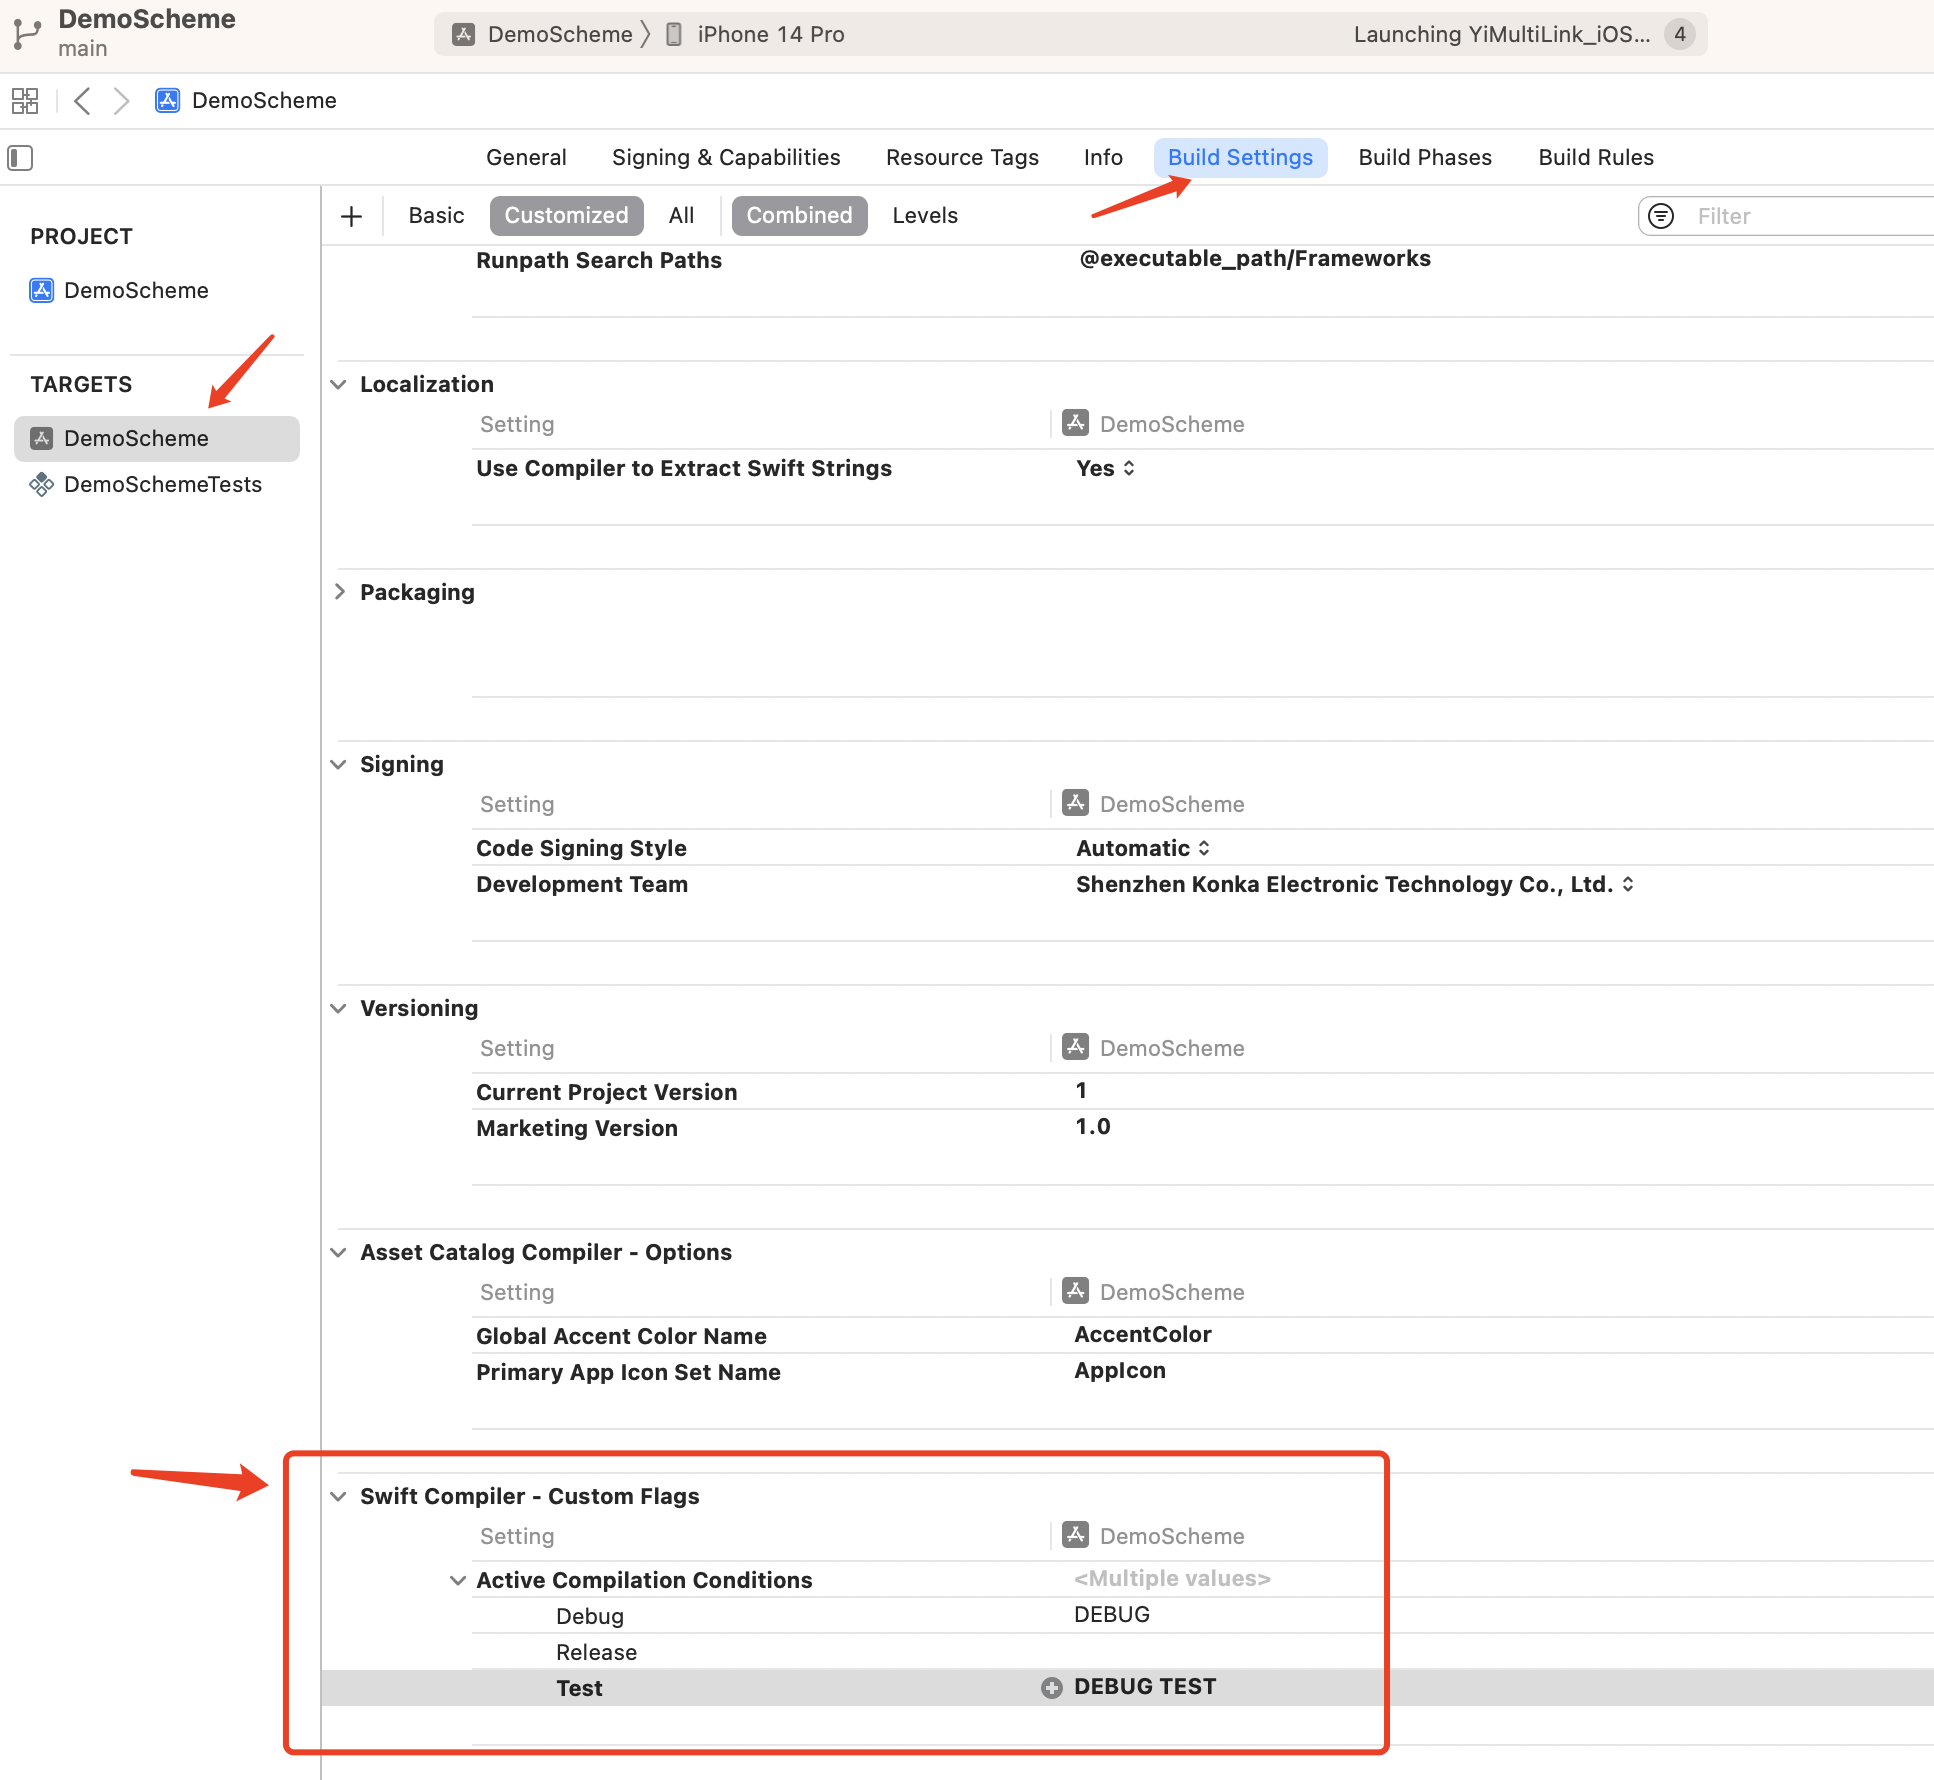 DemoScheme
main
DemoScheme
iPhone 14 Pro
Launching YiMultiLink_iOS...
4
DemoScheme
General
Signing & Capabilities
Resource Tags
Info
Build Settings
Build Phases
Build Rules
PROJECT
DemoScheme
TARGETS
DemoScheme
DemoSchemeTests
Basic
Customized
All
Combined
Levels
Filter
Runpath Search Paths
@executable_path/Frameworks
Localization
Setting
DemoScheme
Use Compiler to Extract Swift Strings
Yes
Packaging
Signing
Setting
DemoScheme
Code Signing Style
Automatic
Development Team
Shenzhen Konka Electronic Technology Co., Ltd.
Versioning
Setting
DemoScheme
Current Project Version
1
Marketing Version
1.0
Asset Catalog Compiler - Options
Setting
DemoScheme
Global Accent Color Name
AccentColor
Primary App Icon Set Name
AppIcon
Swift Compiler - Custom Flags
Setting
DemoScheme
Active Compilation Conditions
<Multiple values>
Debug
DEBUG
Release
Test
DEBUG TEST